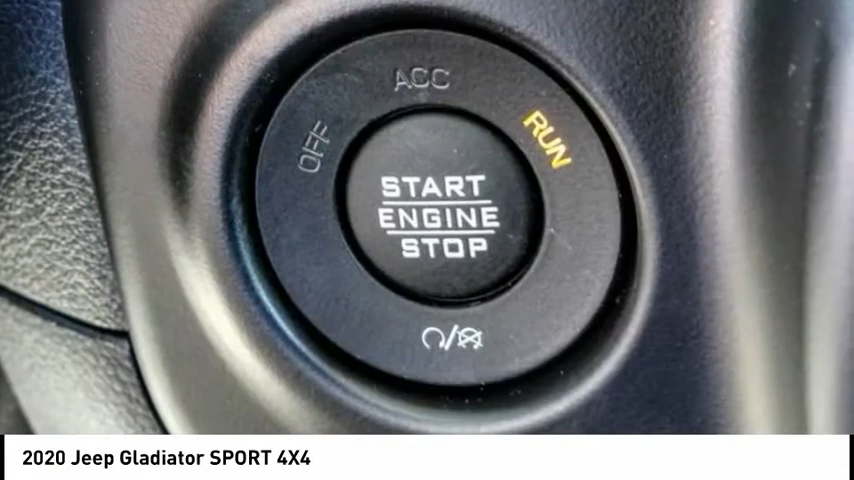 ACC
OFF
RUN
START
ENGINE
STOP
2020 Jeep Gladiator SPORT 4X4